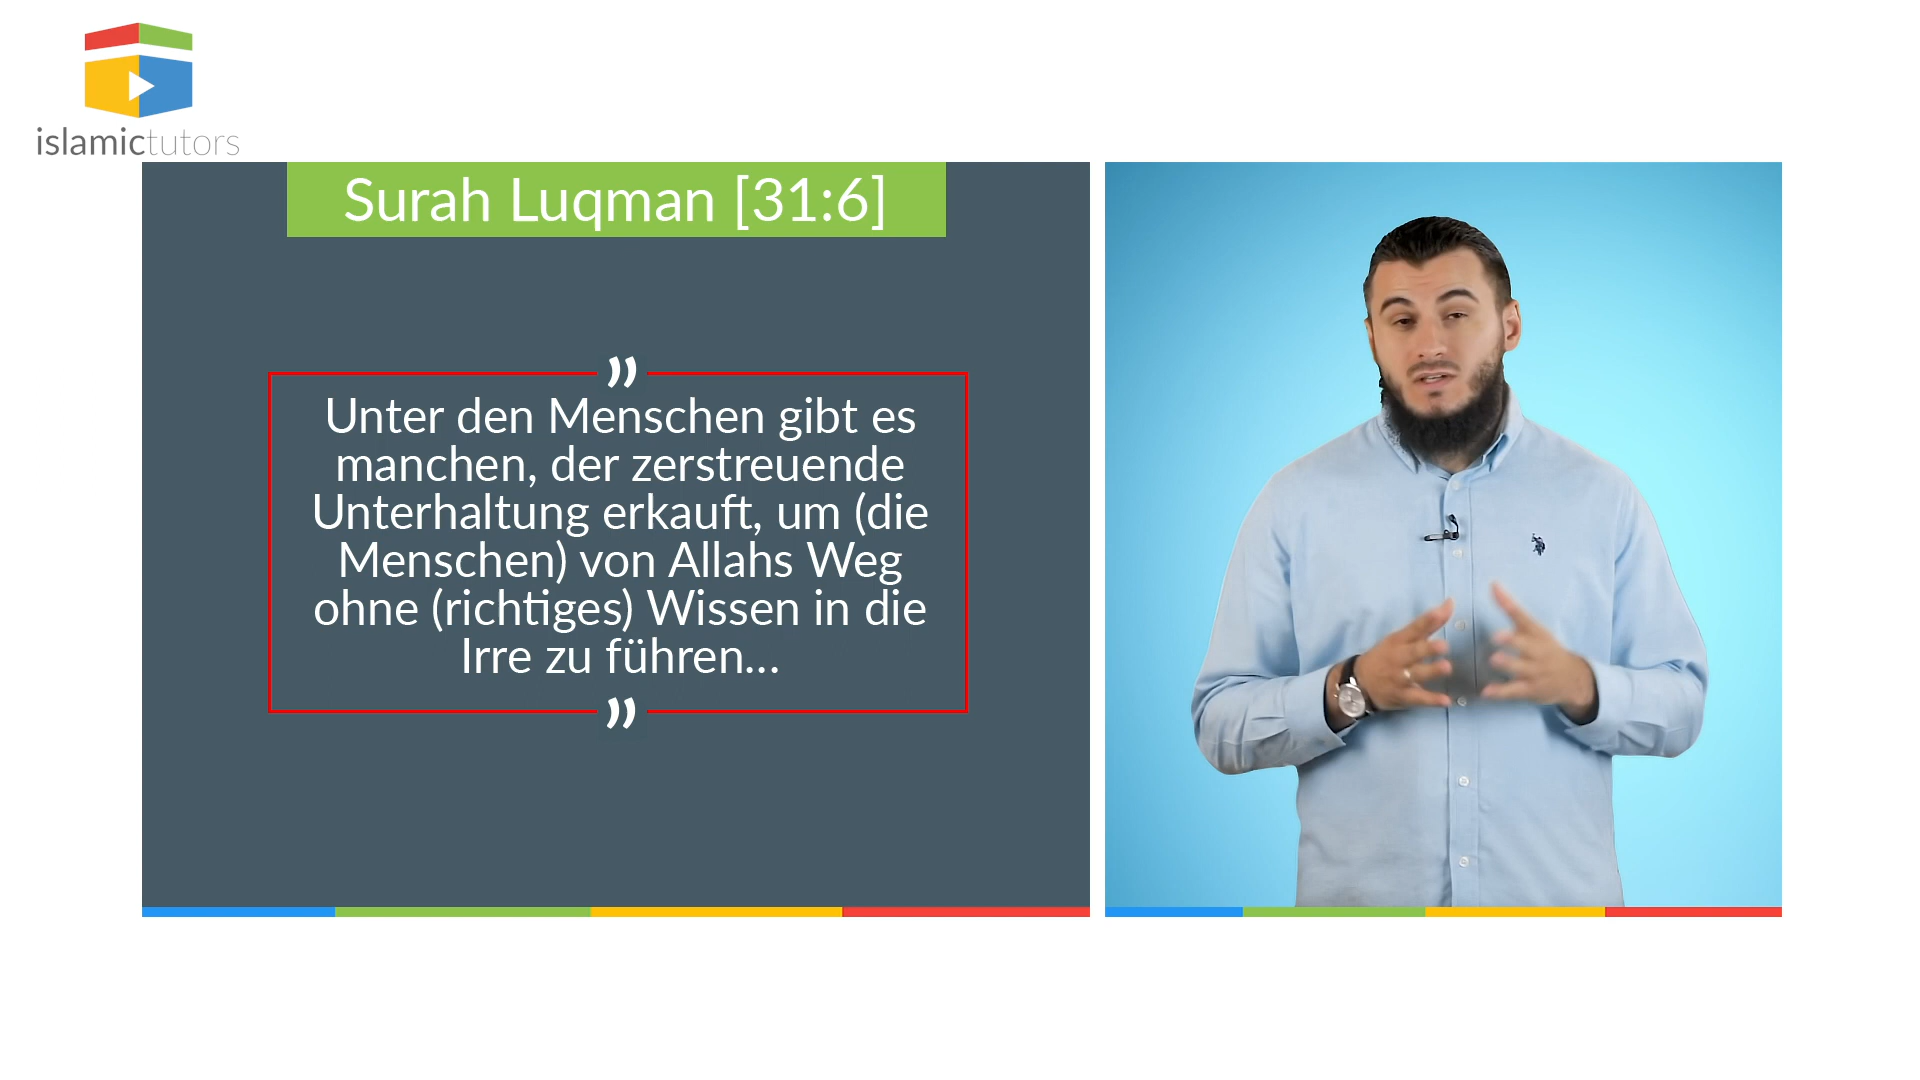 islamictutors
Surah Luqman [31:6]
”
Unter den Menschen gibt es
manchen, der zerstreuende
Unterhaltung erkauft, um (die
Menschen) von Allahs Weg
ohne (richtiges) Wissen in die
Irre zu führen...
”